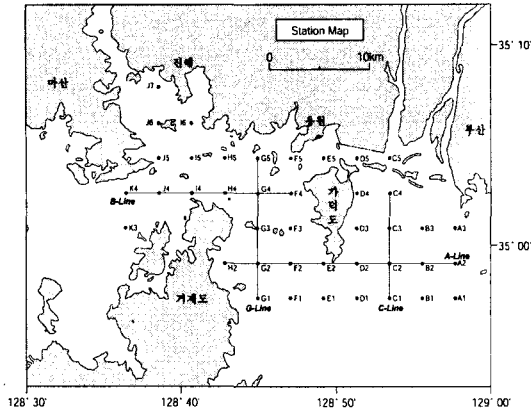 Station Map
0 10km
35˚ 10'
진해
마산
부산
용원
J7
J6 I6
J5 I5 H5 G5 F5 E5 D5 C5
K4 J4 I4 H4 G4 F4 D4 C4
B-Line
가덕도
K3 G3 F3 D3 C3 B3 A3
35˚ 00'
A-Line
H2 G2 F2 E2 D2 C2 B2 A2
거제도
G1 F1 E1 D1 C1 B1 A1
G-Line C-Line
128˚ 30' 128˚ 40' 128˚ 50' 129˚ 00'